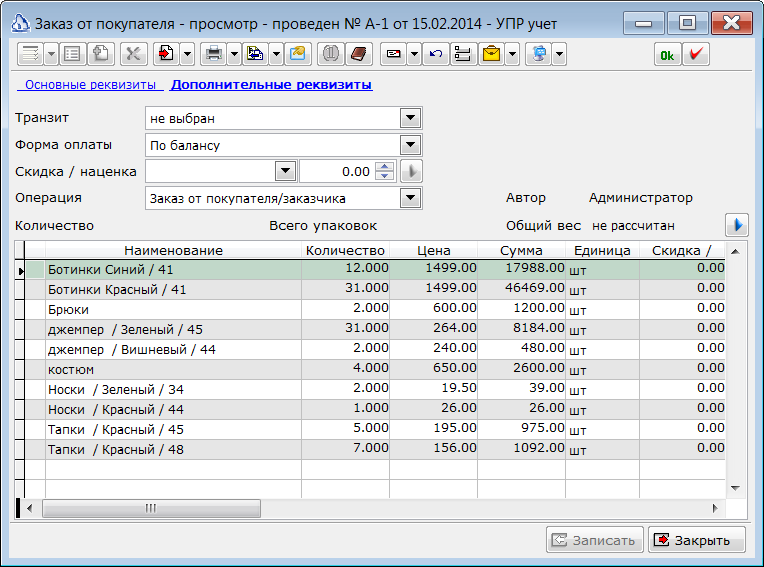 Заказ от покупателя - просмотр - проведен № А-1 от 15.02.2014 - УПР учет
Ok
Основные реквизиты Дополнительные реквизиты
Транзит не выбран
Форма оплаты По балансу
Скидка / наценка 0.00
Операция Заказ от покупателя/заказчика Автор Администратор
Количество Всего упаковок Общий вес не рассчитан
Наименование Количество Цена Сумма Единица Скидка /
Ботинки Синий / 41 12.000 1499.00 17988.00 шт 0.00
Ботинки Красный / 41 31.000 1499.00 46469.00 шт 0.00
Брюки 2.000 600.00 1200.00 шт 0.00
джемпер / Зеленый / 45 31.000 264.00 8184.00 шт 0.00
джемпер / Вишневый / 44 2.000 240.00 480.00 шт 0.00
костюм 4.000 650.00 2600.00 шт 0.00
Носки / Зеленый / 34 2.000 19.50 39.00 шт 0.00
Носки / Красный / 44 1.000 26.00 26.00 шт 0.00
Тапки / Красный / 45 5.000 195.00 975.00 шт 0.00
Тапки / Красный / 48 7.000 156.00 1092.00 шт 0.00
Записать Закрыть